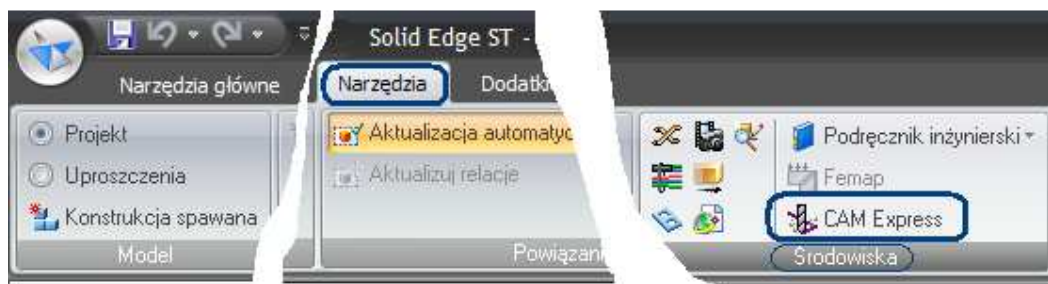 Solid Edge ST -
Narzędzia główne
Narzędzia
Projekt
Uproszczenia
Konstrukcja spawana
Model
Aktualizacja
Aktualizuj relacje
Podręcznik inżynierski
Femap
CAM Express
Środowiska